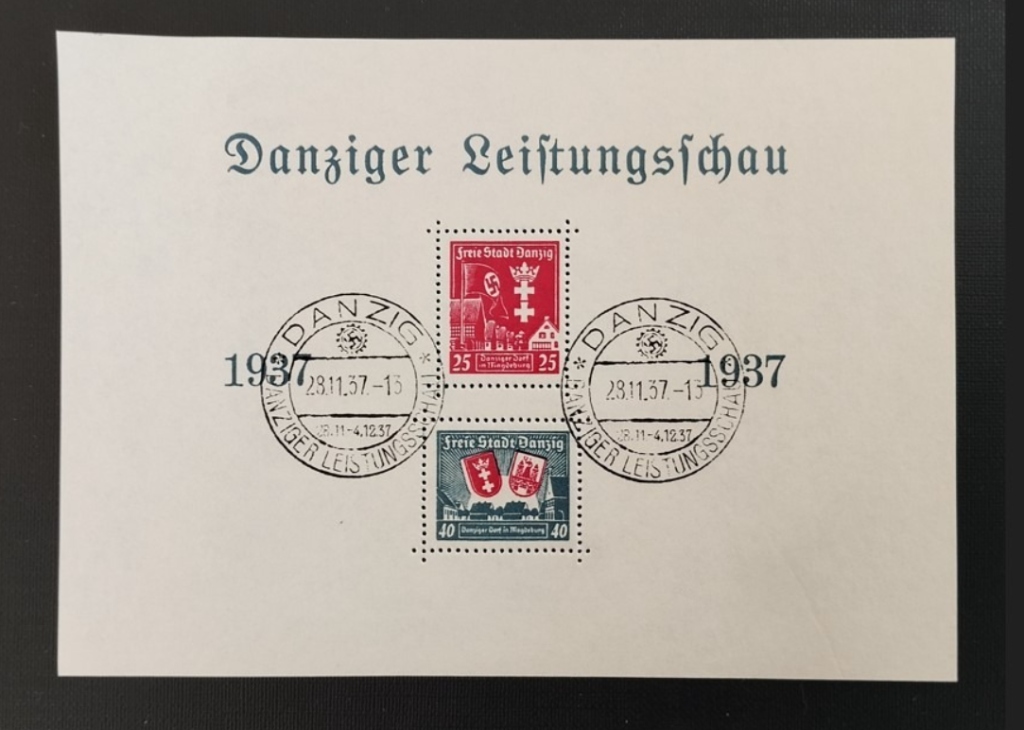 Danziger Leistungsschau
Freie Stadt Danzig
25 Danziger Dorf in Magdeburg 25
1937
1937
DANZIG
28.11.37.-13
28.11-4.12.37
* DANZIGER LEISTUNGSSCHAU *
DANZIG
28.11.37.-13
28.11-4.12.37
* DANZIGER LEISTUNGSSCHAU
Freie Stadt Danzig
40 Danziger Dorf in Magdeburg 40